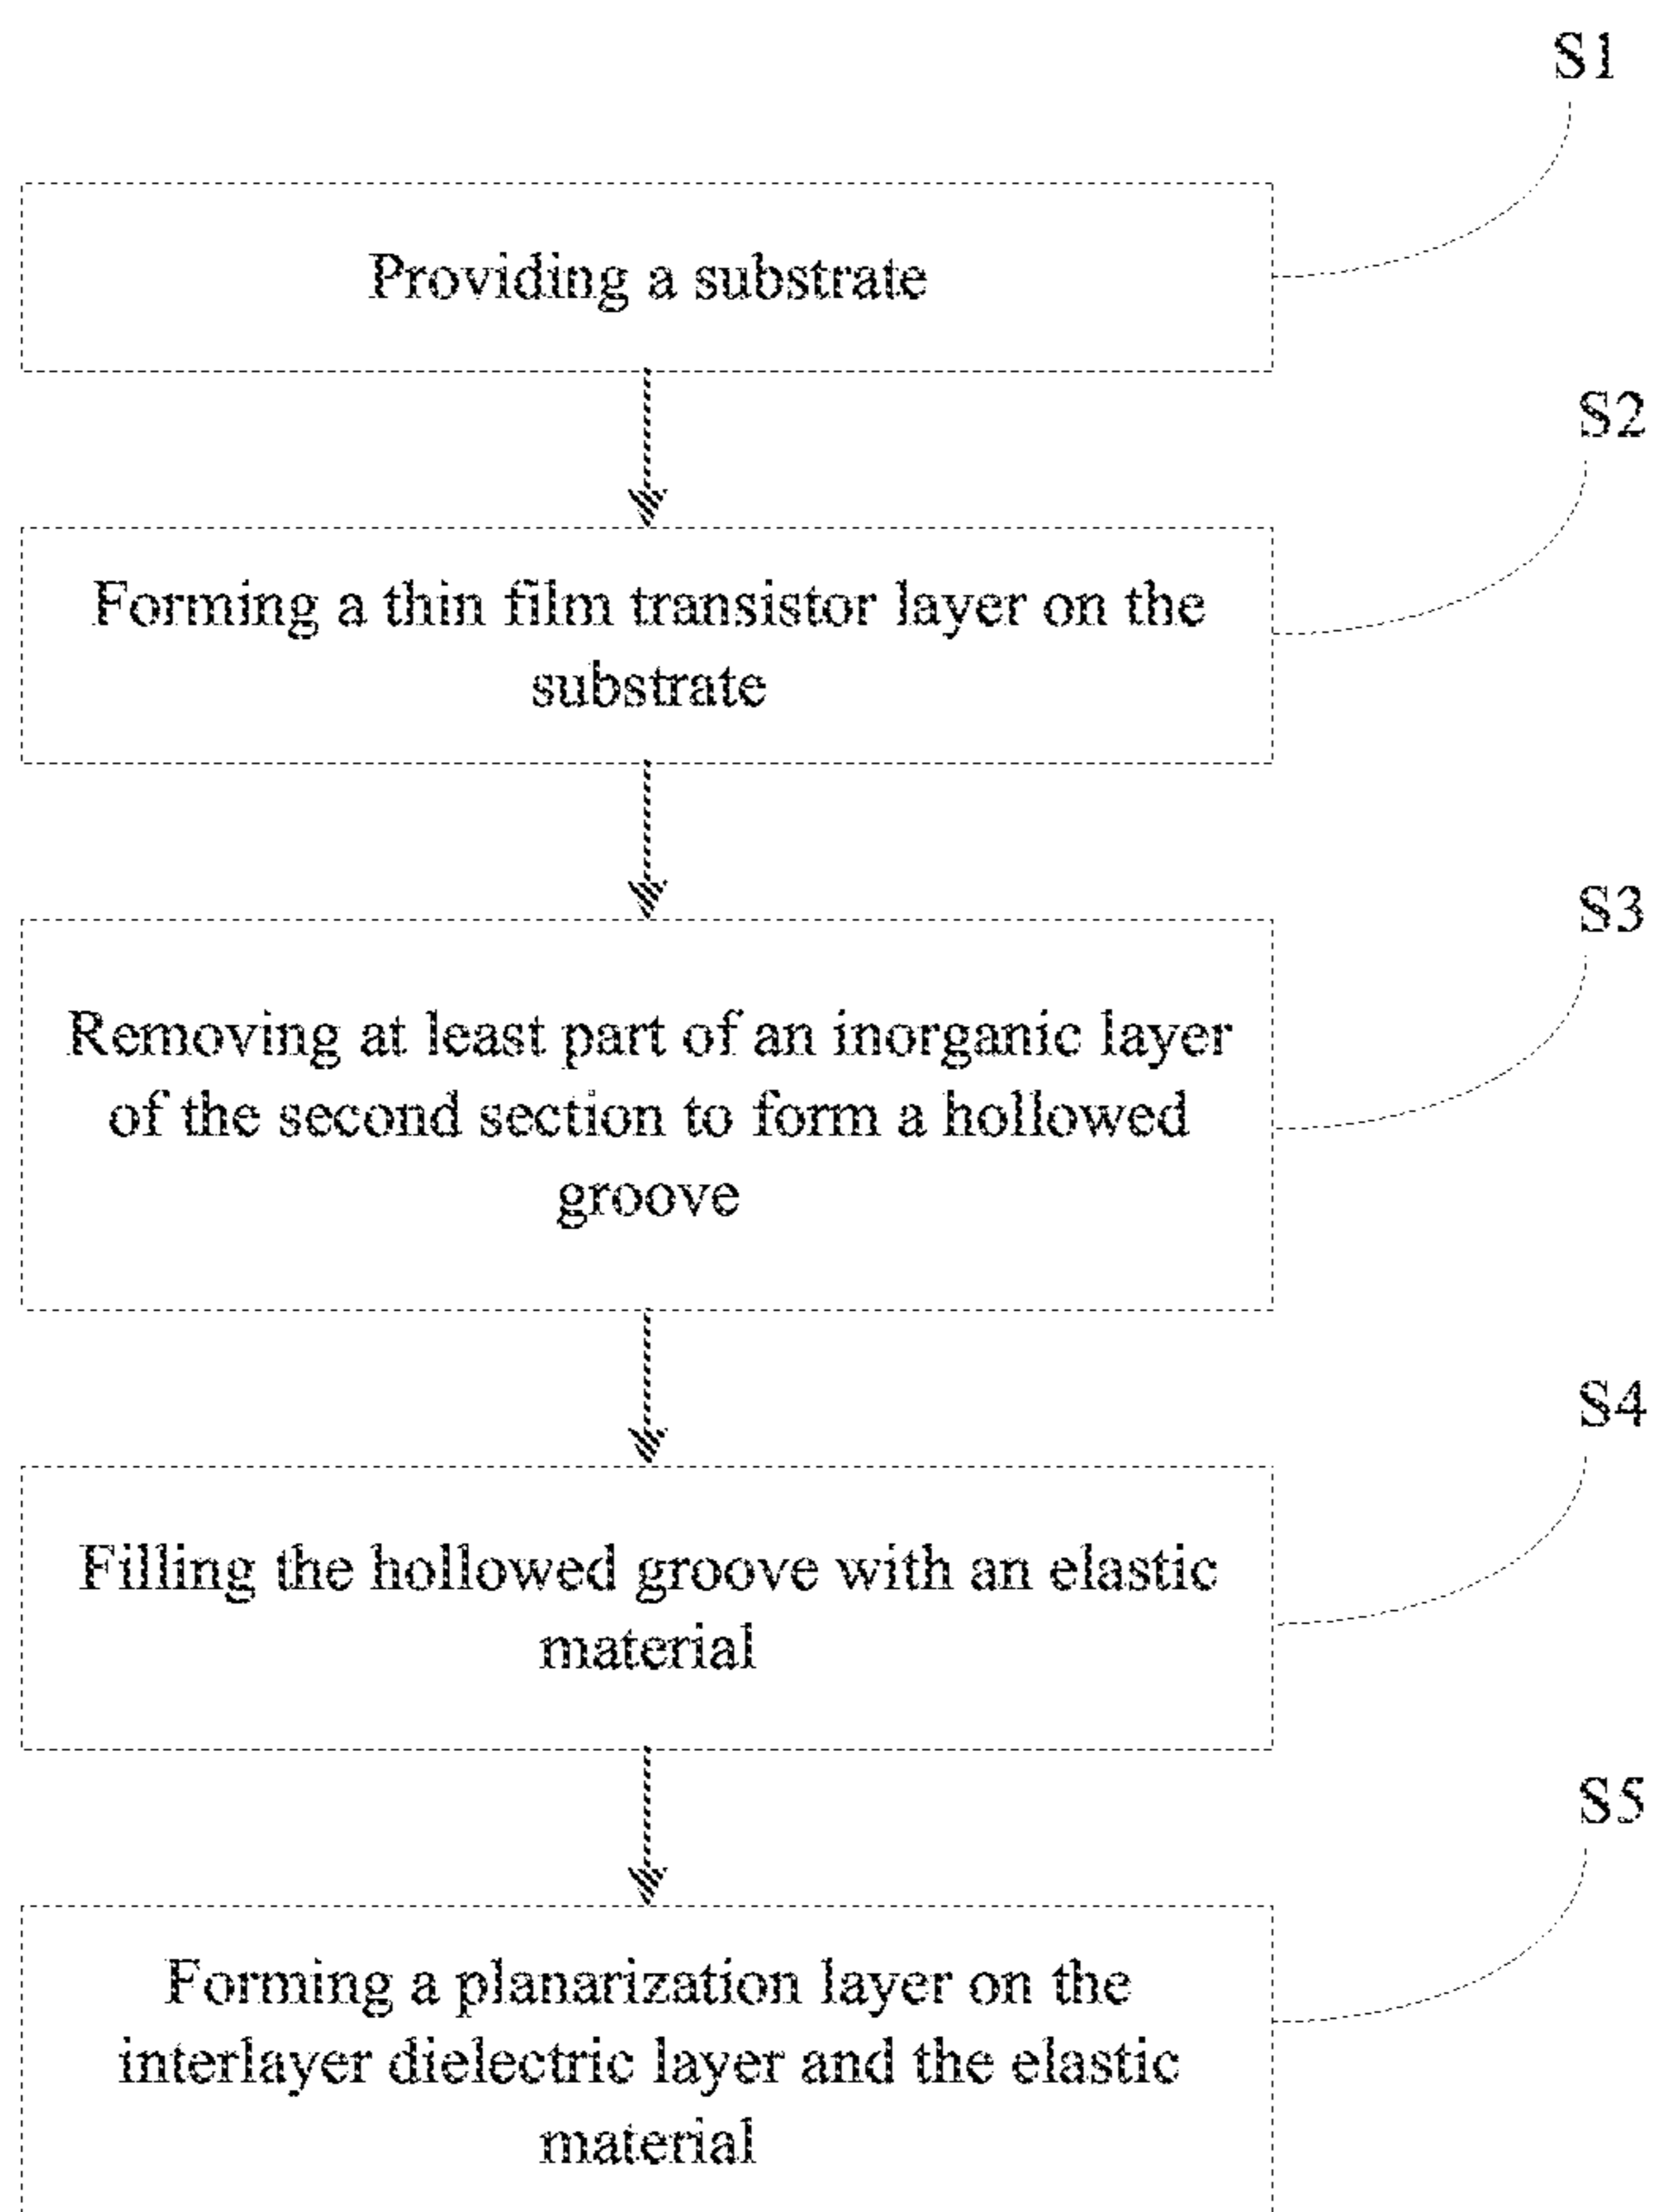 S1
Providing a substrate
S2
Forming a thin film transistor layer on the
substrate
S3
Removing at least part of an inorganic layer
of the second section to form a hollowed
groove
S4
Filling the hollowed groove with an elastic
material
S5
Forming a planarization layer on the
interlayer dielectric layer and the elastic
material